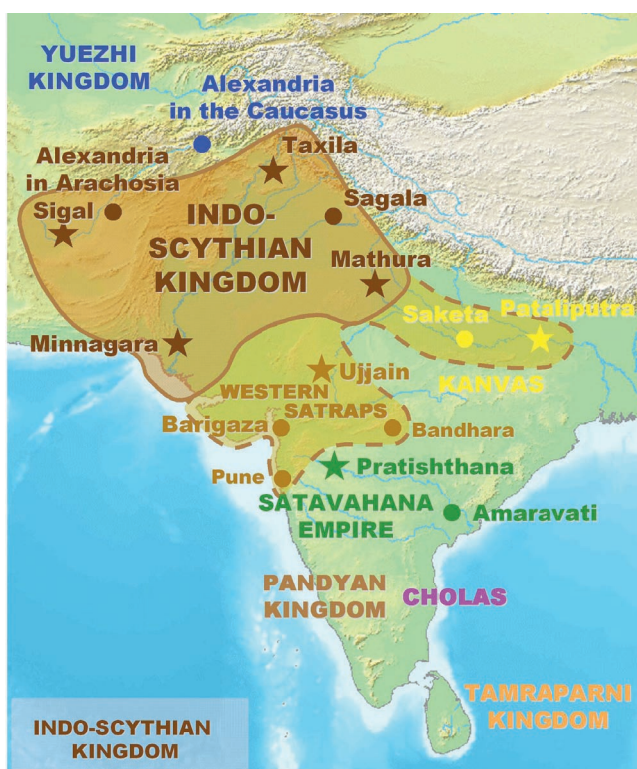 YUEZHI
KINGDOM
Alexandria
in the Caucasus
Alexandria
in Arachosia
Taxila
Sigal
Sagala
INDO-
SCYTHIAN
KINGDOM
Mathura
Minnagara
Saketa
Pataliputra
KANVAS
Ujjain
WESTERN
SATRAPS
Barigaza
Bandhara
Pune
Pratishthana
SATAVAHANA
EMPIRE
Amaravati
PANDYAN
KINGDOM
CHOLAS
TAMRAPARNI
KINGDOM
INDO-SCYTHIAN
KINGDOM